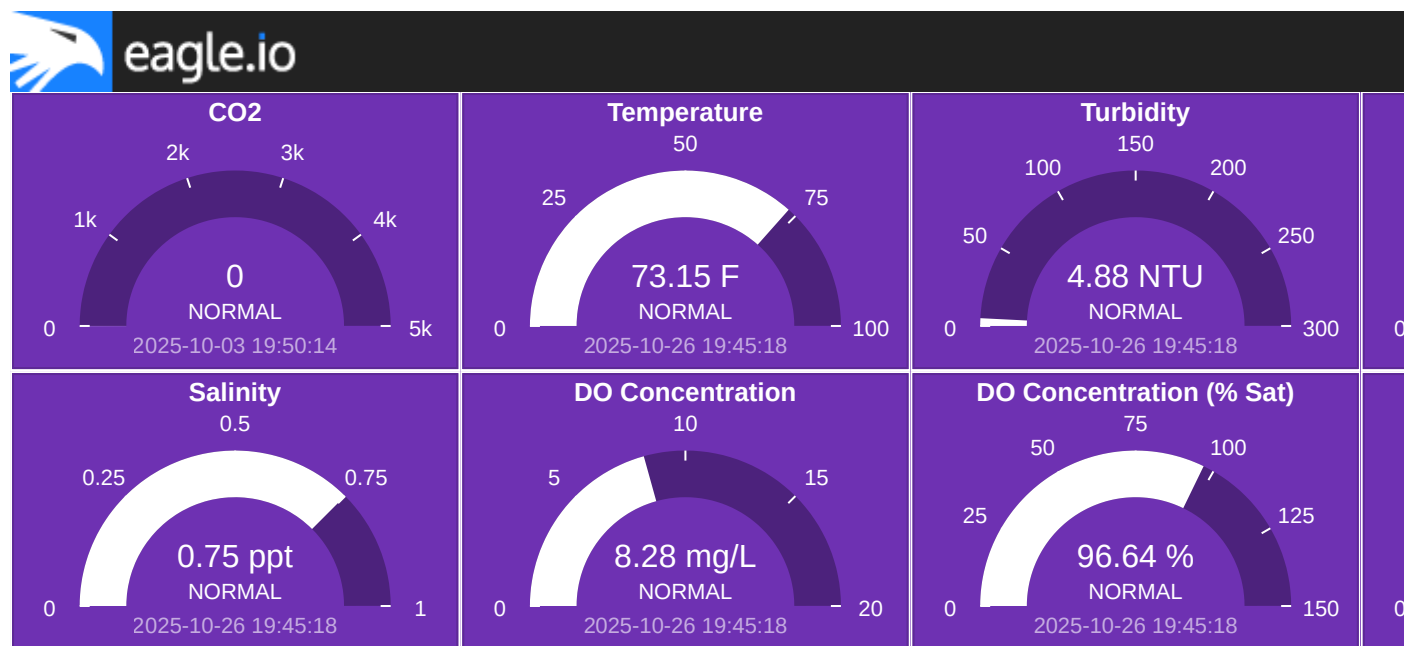 eagle.io
CO2
2k
3k
1k
4k
0
NORMAL
0
5k
2025-10-03 19:50:14
Temperature
50
25
75
73.15 F
NORMAL
0
100
2025-10-26 19:45:18
Turbidity
150
100
200
50
250
4.88 NTU
NORMAL
0
300
2025-10-26 19:45:18
0
Salinity
0.5
0.25
0.75
0.75 ppt
NORMAL
0
1
2025-10-26 19:45:18
DO Concentration
10
5
15
8.28 mg/L
NORMAL
0
20
2025-10-26 19:45:18
DO Concentration (% Sat)
75
50
100
25
125
96.64 %
NORMAL
0
150
2025-10-26 19:45:18
0